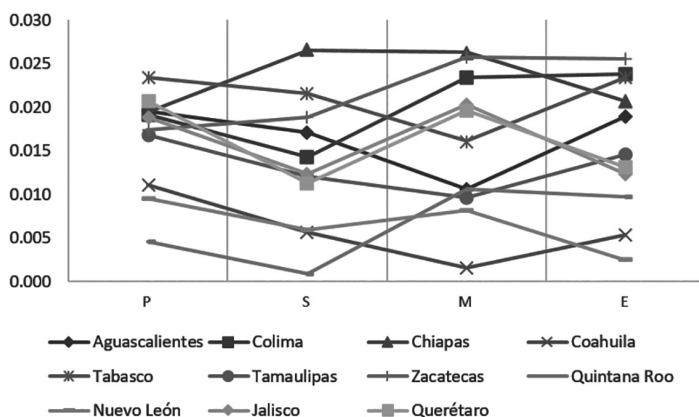 0.030
0.025
0.020
0.015
0.010
0.005
0.000
P S M E
Aguascalientes Colima Chiapas Coahuila
Tabasco Tamaulipas Zacatecas Quintana Roo
Nuevo León Jalisco Querétaro